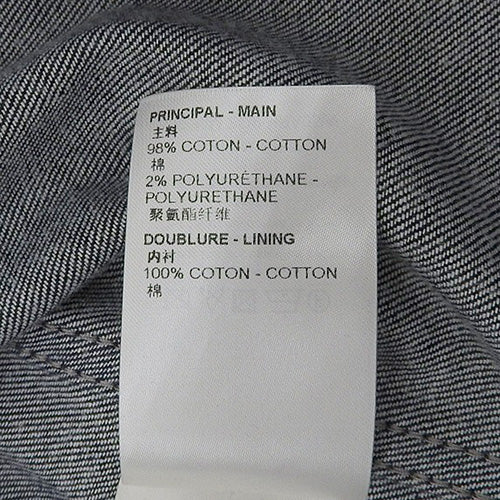 PRINCIPAL - MAIN
主料
98% COTON - COTTON
棉
2% POLYURÉTHANE -
POLYURETHANE
聚氨酯纤维
DOUBLURE - LINING
内衬
100% COTON - COTTON
棉